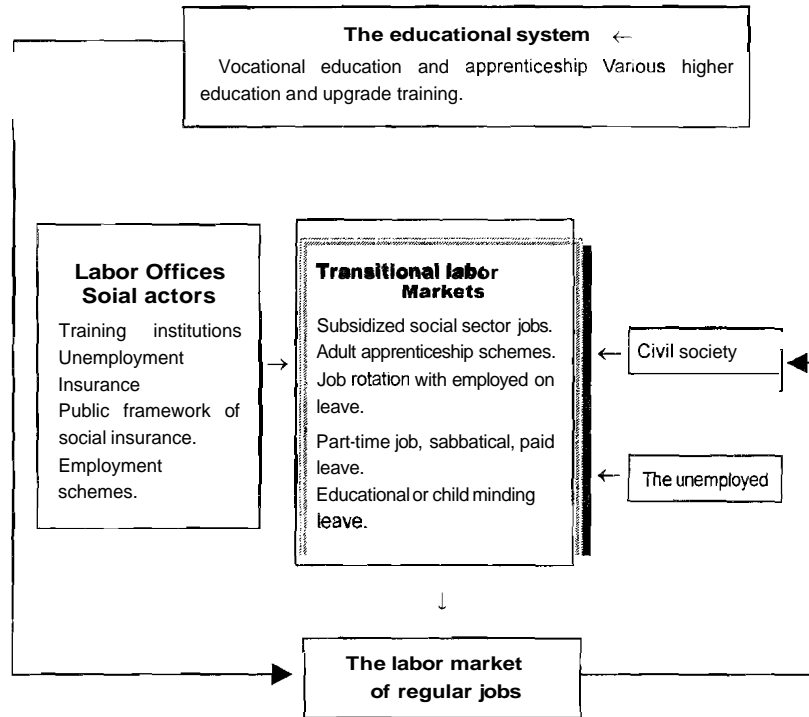 The educational system ←
Vocational education and apprenticeship Various higher
education and upgrade training.
Labor Offices
Soial actors
Training institutions
Unemployment
Insurance
Public framework of
social insurance.
Employment
schemes.
→
Transitional labor
Markets
Subsidized social sector jobs.
Adult apprenticeship schemes.
Job rotation with employed on
leave.
Part-time job, sabbatical, paid
leave.
Educational or child minding
leave.
← Civil society
← The unemployed
↓
The labor market
of regular jobs